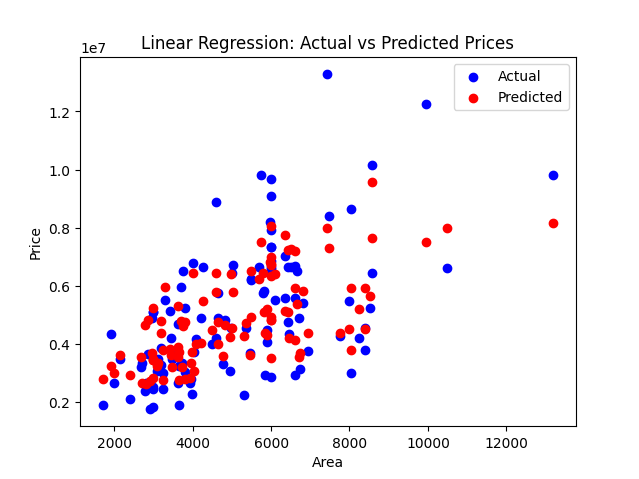 Linear Regression: Actual vs Predicted Prices
1e7
Actual
Predicted
1.2
1.0
0.8
0.6
0.4
0.2
Price
2000 4000 6000 8000 10000 12000
Area